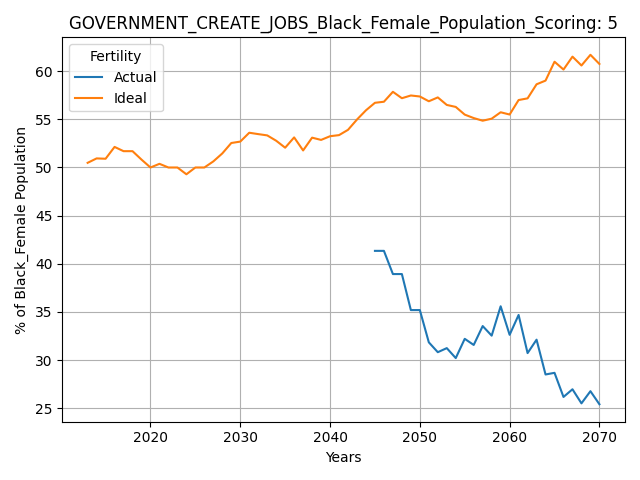 GOVERNMENT_CREATE_JOBS_Black_Female_Population_Scoring: 5
Fertility
Actual
Ideal
% of Black_Female Population
60
55
50
45
40
35
30
25
2020 2030 2040 2050 2060 2070
Years